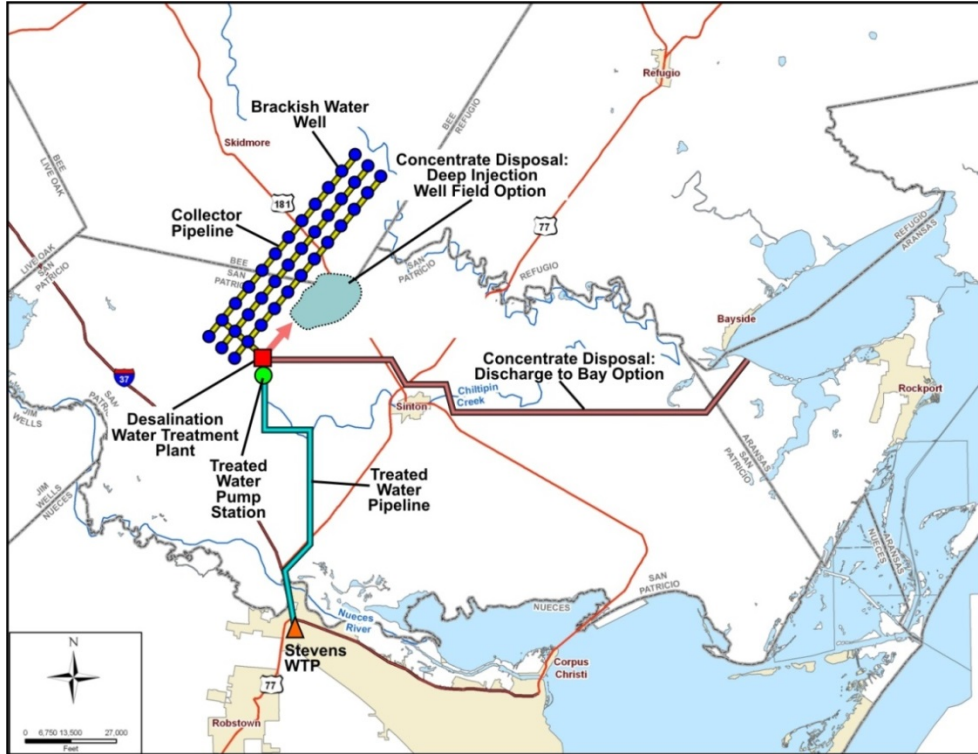 Refugio
BEE
REFUGIO
Brackish Water
Well
Skidmore
BEE
LIVE OAK
Concentrate Disposal:
Deep Injection
Well Field Option
181
Collector
Pipeline
77
REFUGIO
ARANSAS
LIVE OAK
SAN
PATRICIO
BEE
SAN
PATRICIO
SAN
PATRICIO
REFUGIO
Bayside
Concentrate Disposal:
Discharge to Bay Option
37
SAN PATRICIO
JIM
WELLS
Rockport
Chiltipin
Creek
Sinton
Desalination
Water Treatment
Plant
ARANSAS
SAN
PATRICIO
Treated
Water
Pump
Station
Treated
Water
Pipeline
JIM WELLS
NUECES
ARANSAS
NUECES
SAN
PATRICIO
NUECES
Nueces
River
N
Stevens
WTP
Corpus
Christi
77
Robstown
0 6,750 13,500 27,000
Feet